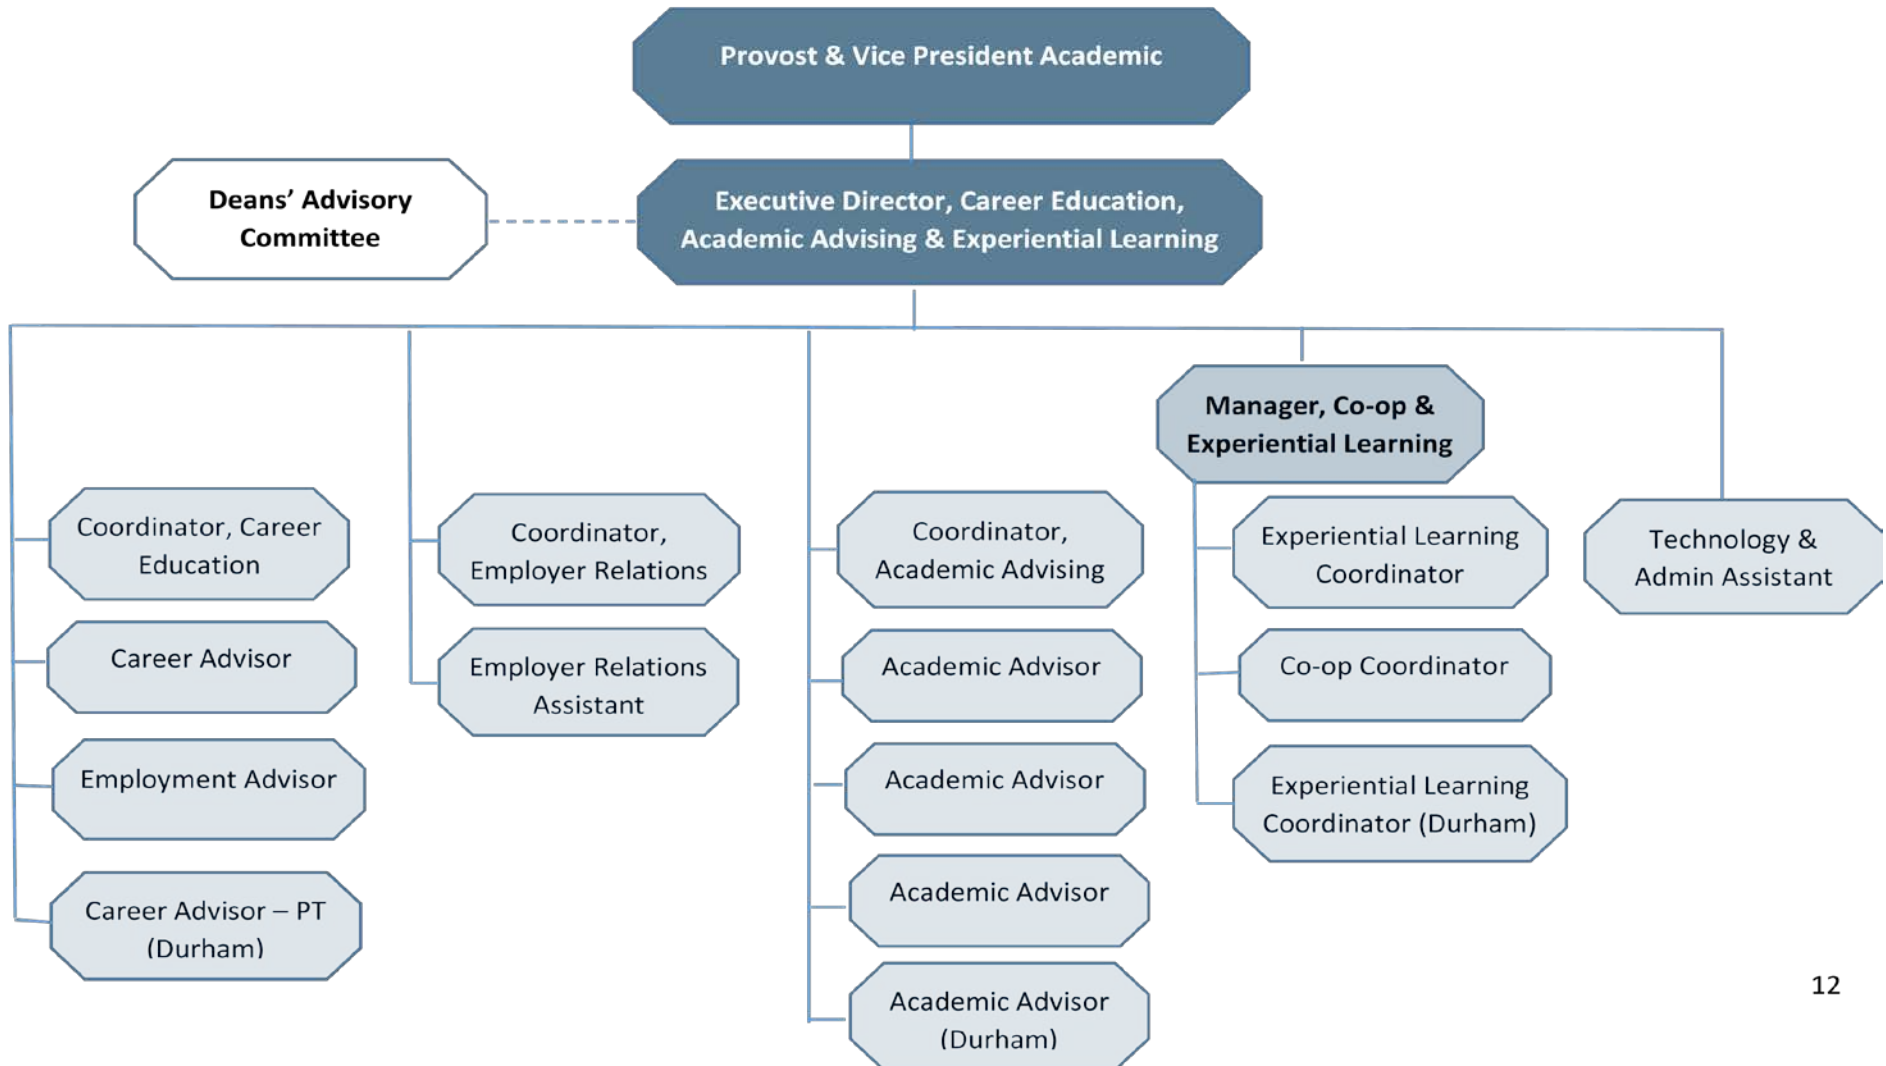 Provost & Vice President Academic
Deans’ Advisory
Committee
Executive Director, Career Education,
Academic Advising & Experiential Learning
Manager, Co-op &
Experiential Learning
Coordinator, Career
Education
Career Advisor
Employment Advisor
Career Advisor – PT
(Durham)
Coordinator,
Employer Relations
Employer Relations
Assistant
Coordinator,
Academic Advising
Academic Advisor
Academic Advisor
Academic Advisor
Academic Advisor
(Durham)
Experiential Learning
Coordinator
Co-op Coordinator
Experiential Learning
Coordinator (Durham)
Technology &
Admin Assistant
12